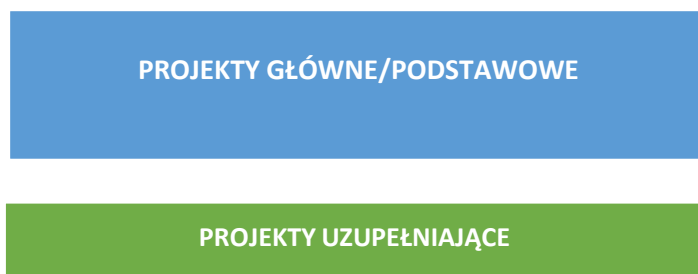 PROJEKTY GŁÓWNE/PODSTAWOWE
PROJEKTY UZUPEŁNIAJĄCE